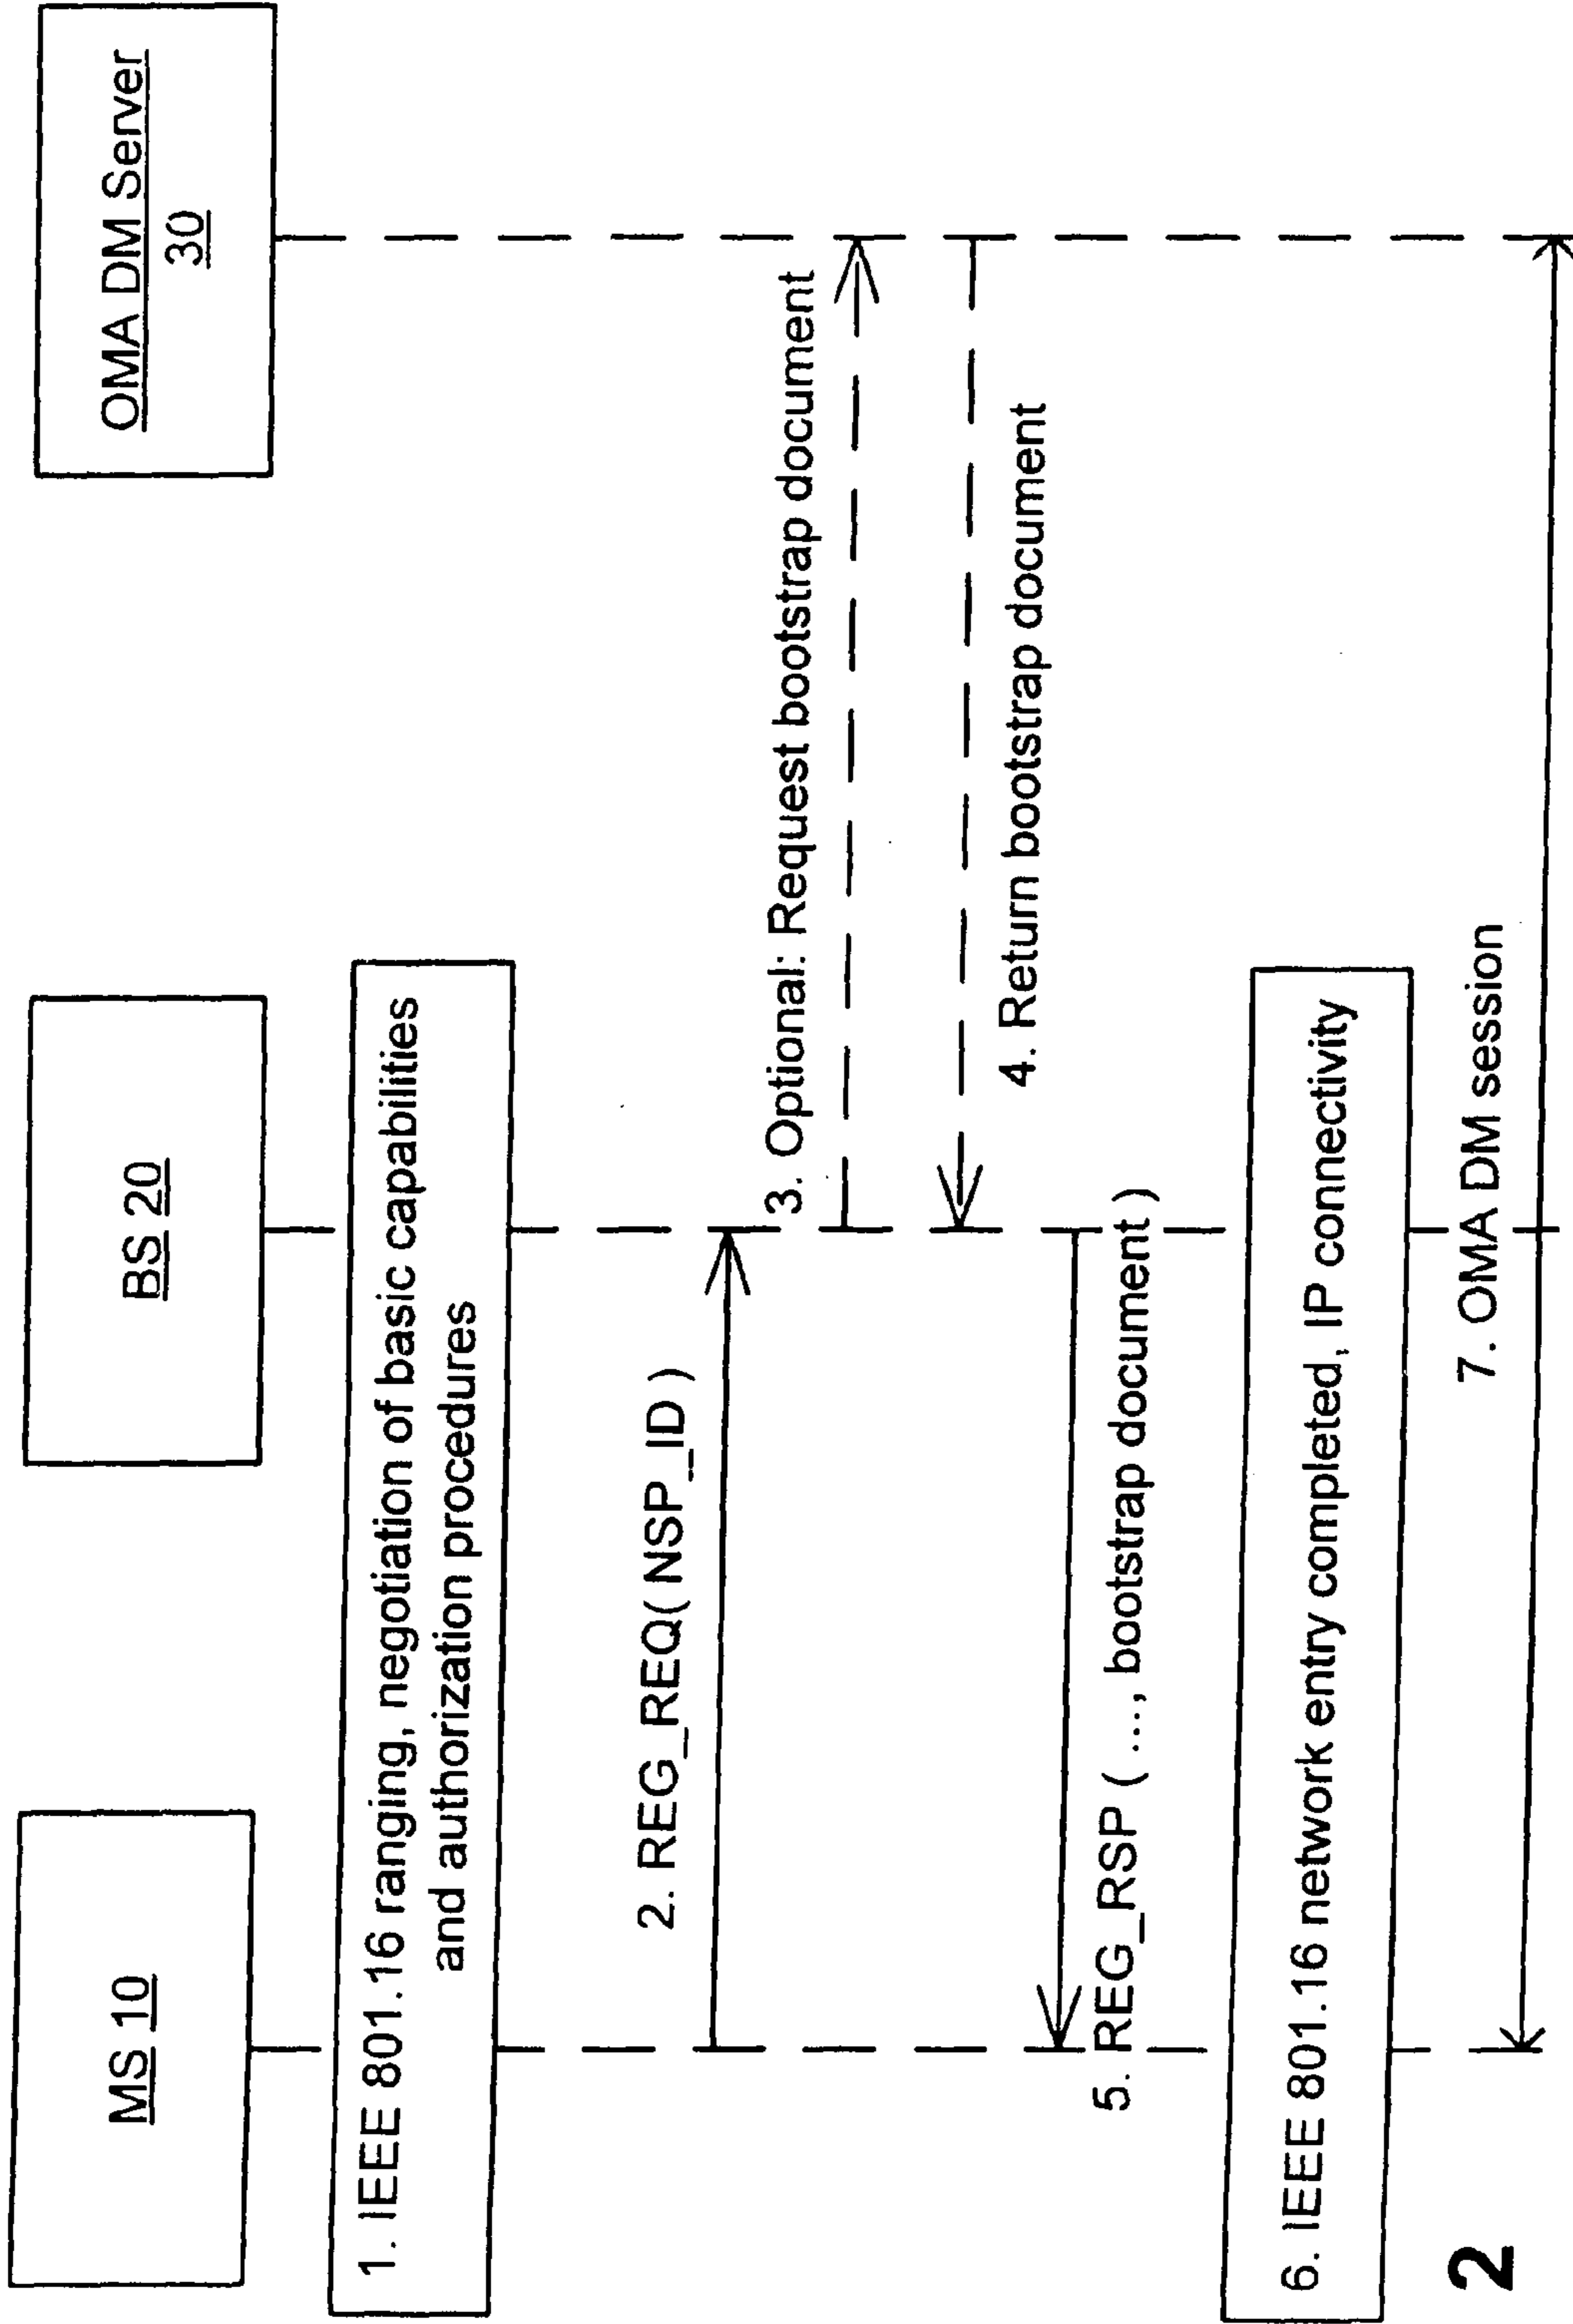 MS 10
BS 20
OMA DM Server
30
1. IEEE 801.16 ranging, negotiation of basic capabilities
and authorization procedures
2. REG_REQ( NSP_ID )
3. Optional: Request bootstrap document
4. Return bootstrap document
5. REG_RSP ( ..., bootstrap document )
6. IEEE 801.16 network entry completed, IP connectivity
7. OMA DM session
2